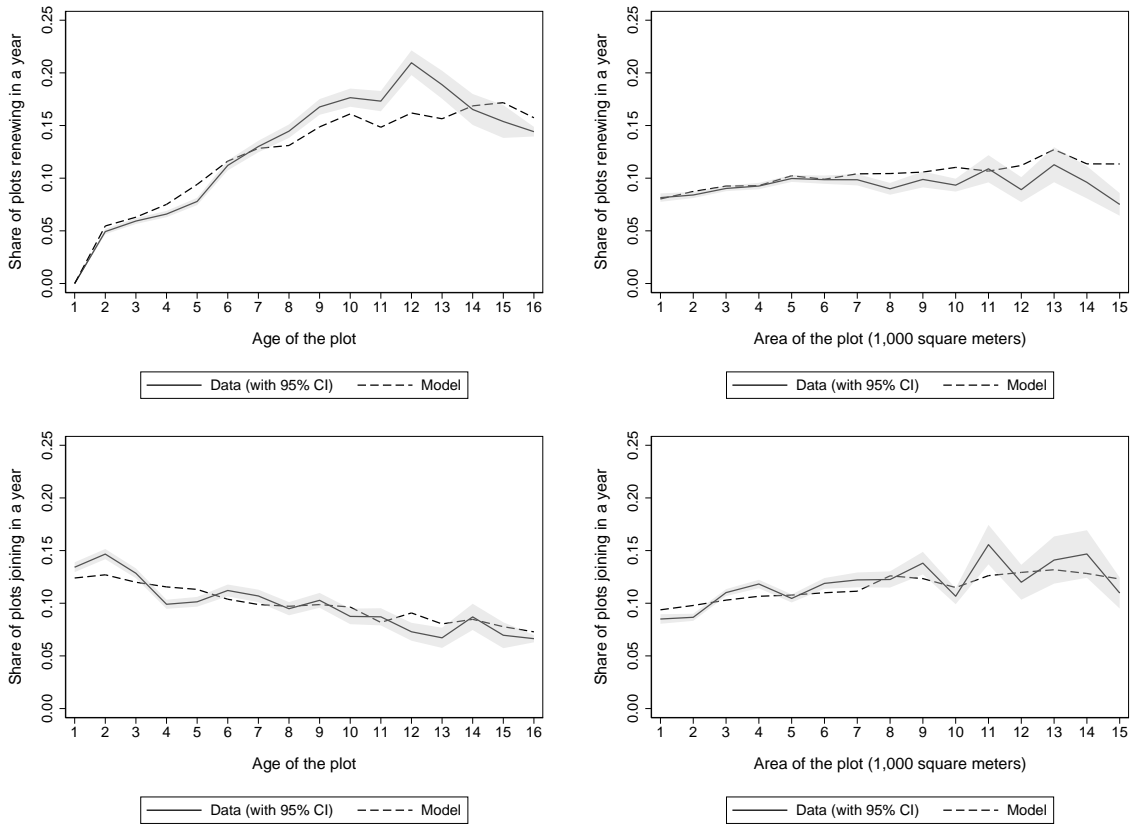 Share of plots renewing in a year
0.00 0.05 0.10 0.15 0.20 0.25
1 2 3 4 5 6 7 8 9 10 11 12 13 14 15 16
Age of the plot
Data (with 95% CI) Model
Share of plots renewing in a year
0.00 0.05 0.10 0.15 0.20 0.25
1 2 3 4 5 6 7 8 9 10 11 12 13 14 15
Area of the plot (1,000 square meters)
Data (with 95% CI) Model
Share of plots joining in a year
0.00 0.05 0.10 0.15 0.20 0.25
1 2 3 4 5 6 7 8 9 10 11 12 13 14 15 16
Age of the plot
Data (with 95% CI) Model
Share of plots joining in a year
0.00 0.05 0.10 0.15 0.20 0.25
1 2 3 4 5 6 7 8 9 10 11 12 13 14 15
Area of the plot (1,000 square meters)
Data (with 95% CI) Model